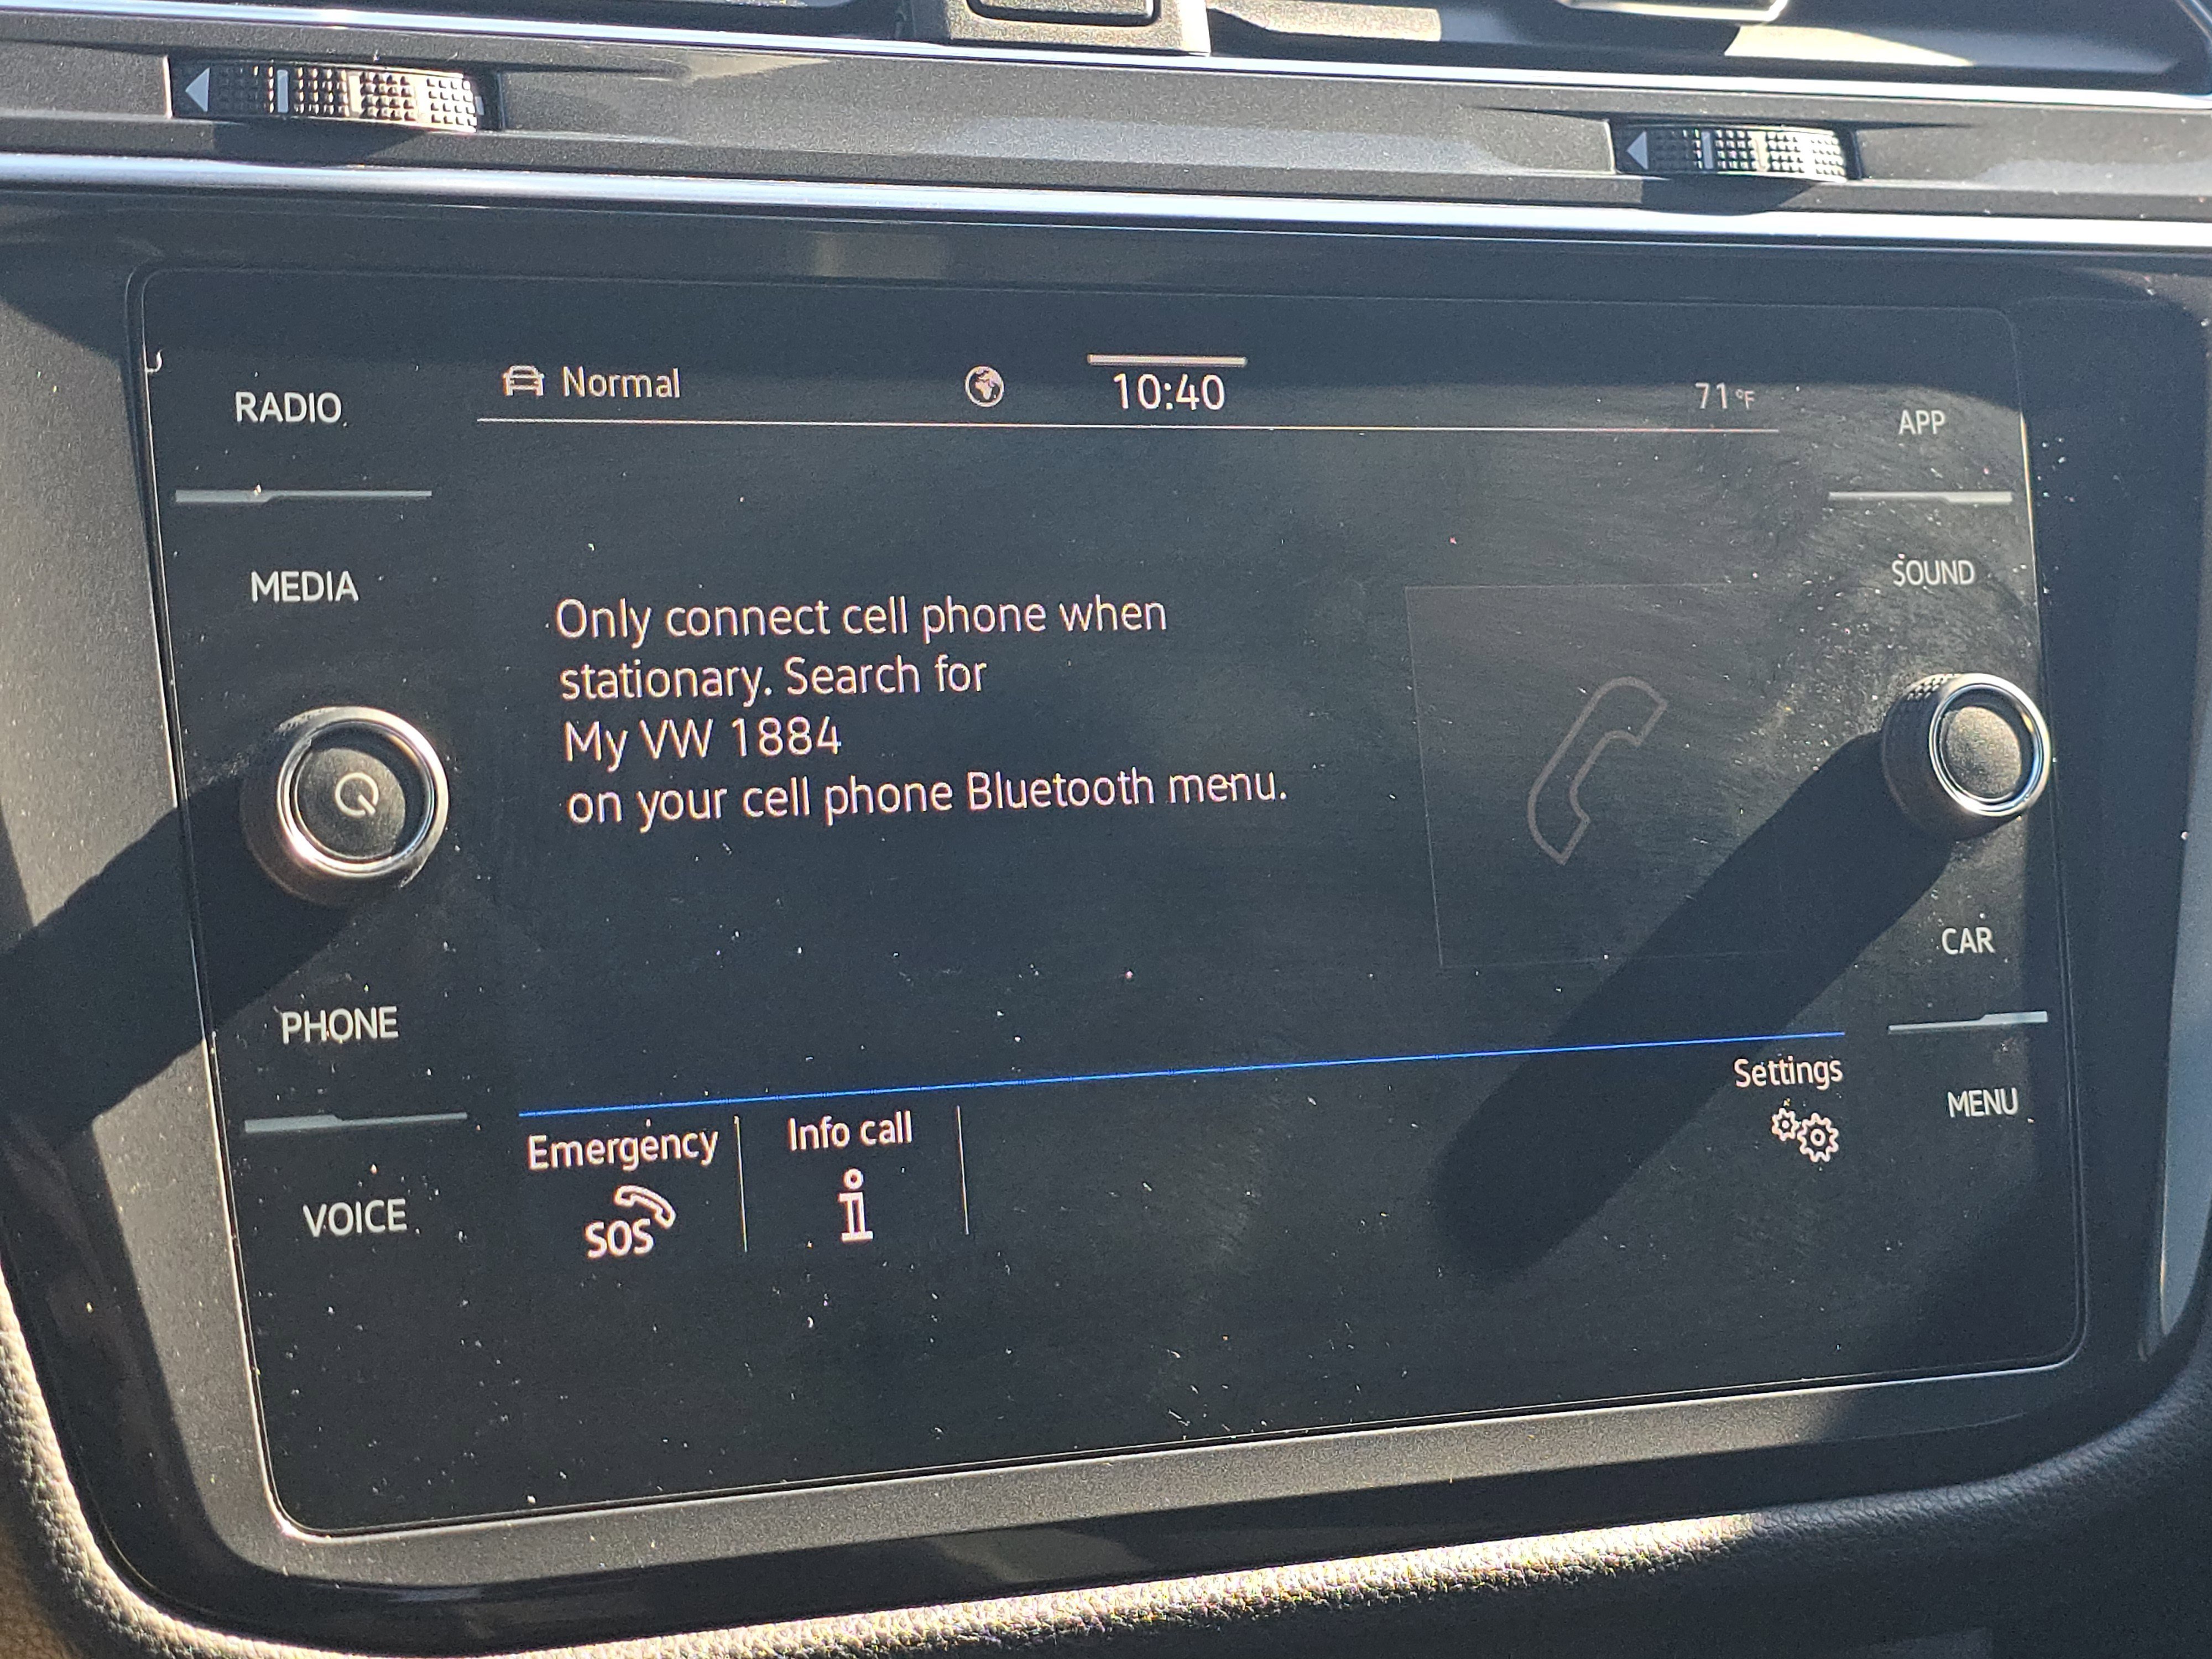 Normal
10:40
71 °F
RADIO
APP
MEDIA
SOUND
Only connect cell phone when
stationary. Search for
My VW 1884
on your cell phone Bluetooth menu.
CAR
PHONE
Settings
MENU
Emergency
Info call
VOICE
SOS
i